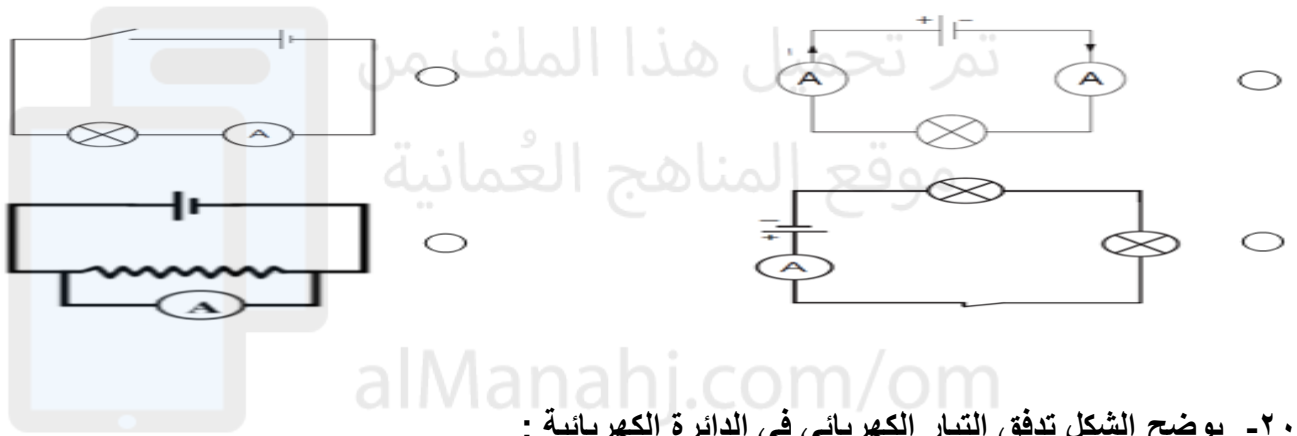 + -
A A
A
تم تحميل هذا الملف من
موقع المناهج العُمانية
-
+
A
A
alManahj.com/om
٢٠- يوضح الشكل تدفق التيار الكهربائي في الدائرة الكهربائية :